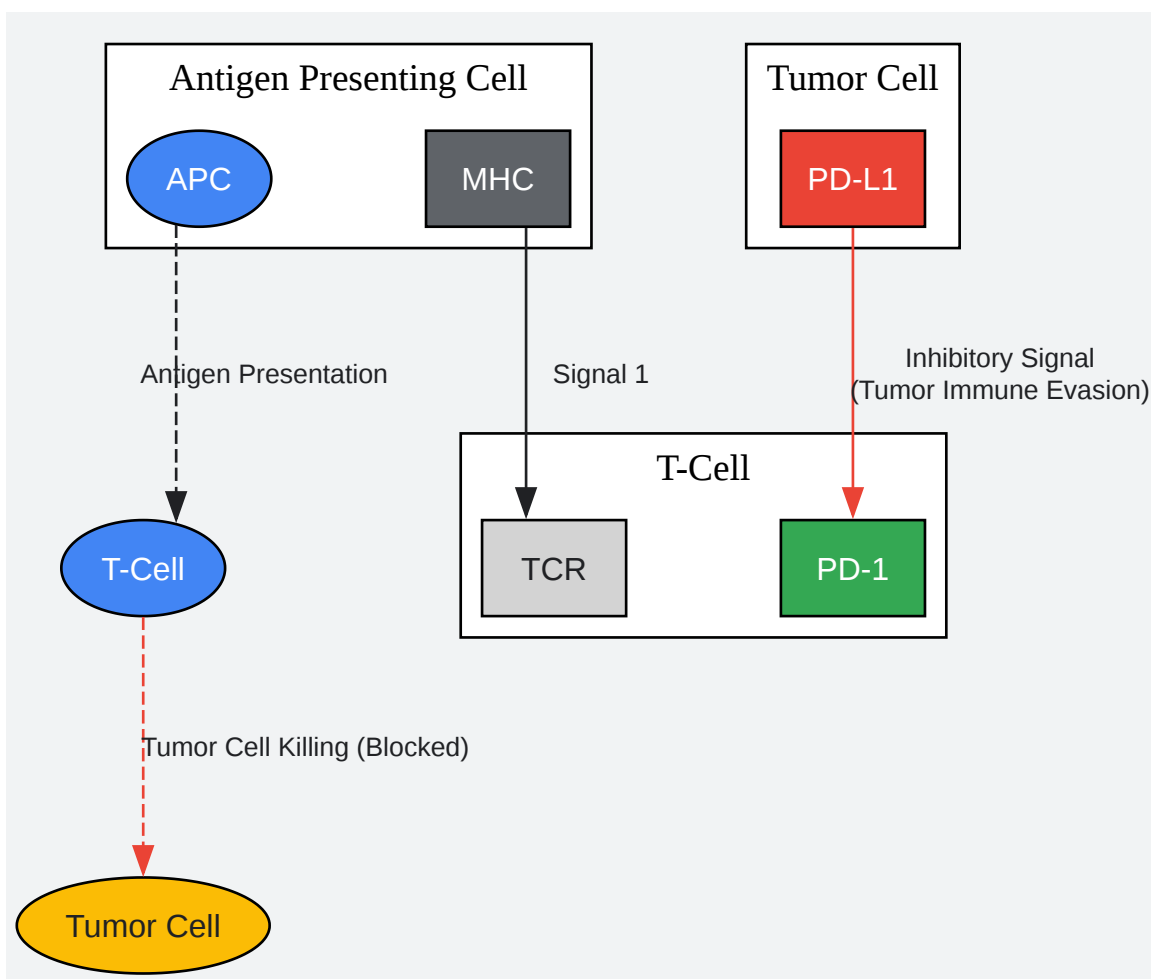 Antigen Presenting Cell
Tumor Cell
APC
MHC
PD-L1
Antigen Presentation
Signal 1
Inhibitory Signal
(Tumor Immune Evasion)
T-Cell
T-Cell
TCR
PD-1
Tumor Cell Killing (Blocked)
Tumor Cell